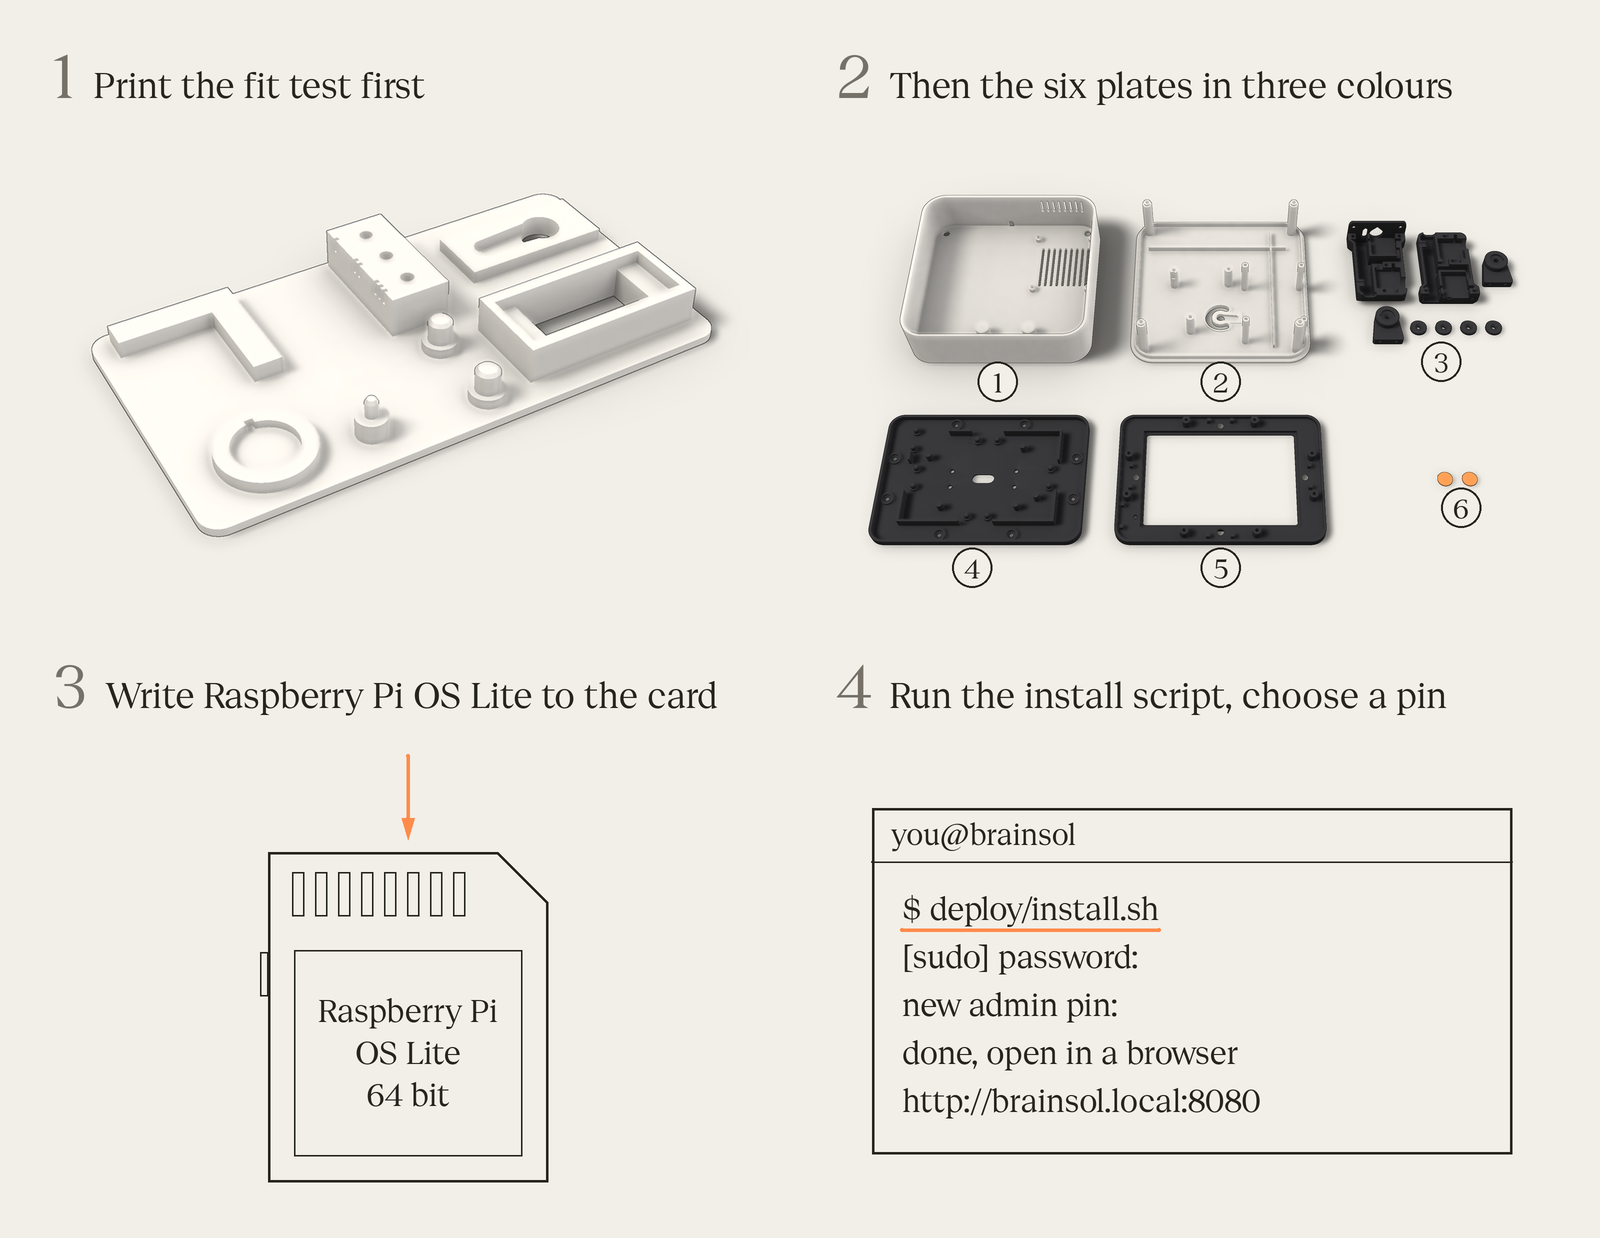 1 Print the fit test first
2 Then the six plates in three colours
1
2
3
4
5
6
3 Write Raspberry Pi OS Lite to the card
Raspberry Pi
OS Lite
64 bit
4 Run the install script, choose a pin
you@brainsol
$ deploy/install.sh
[sudo] password:
new admin pin:
done, open in a browser
http://brainsol.local:8080